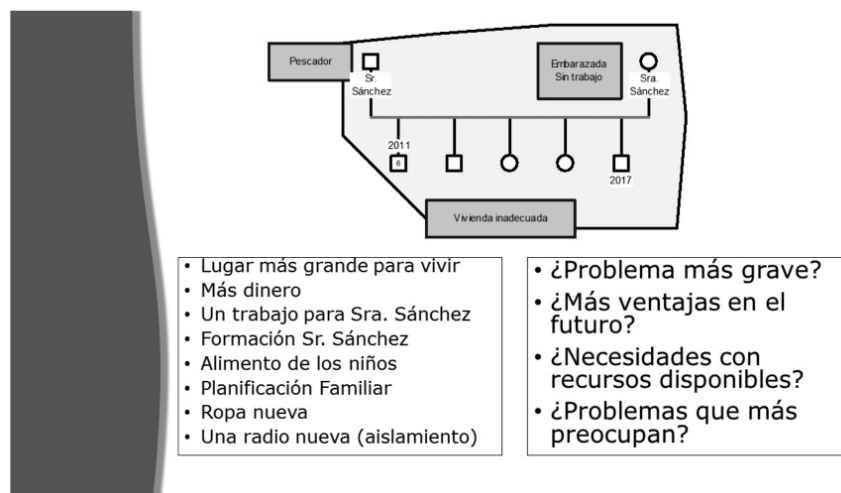 Pescador
Sr.
Sánchez
Embarazada
Sin trabajo
Sra.
Sánchez
2011
6
2017
Vivienda inadecuada
• Lugar más grande para vivir
• Más dinero
• Un trabajo para Sra. Sánchez
• Formación Sr. Sánchez
• Alimento de los niños
• Planificación Familiar
• Ropa nueva
• Una radio nueva (aislamiento)
• ¿Problema más grave?
• ¿Más ventajas en el
futuro?
• ¿Necesidades con
recursos disponibles?
• ¿Problemas que más
preocupan?